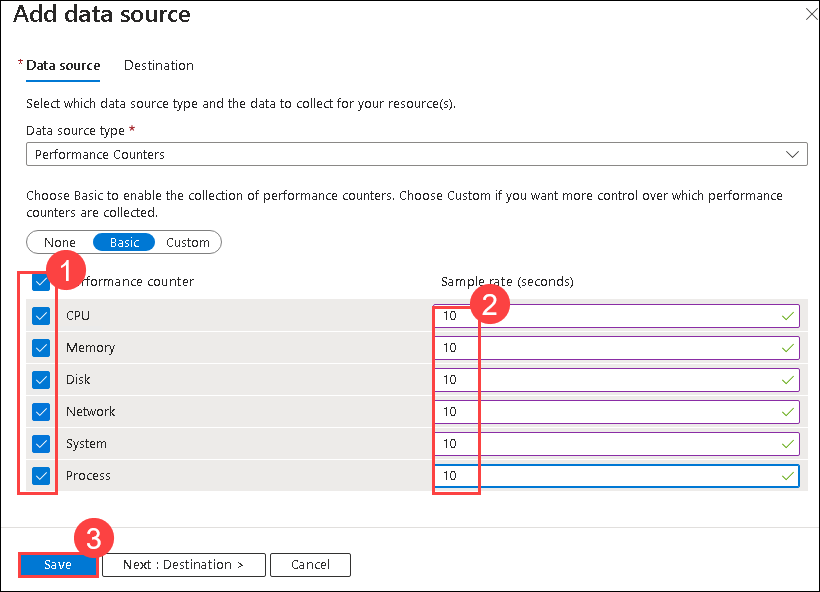 Add data source
* Data source Destination
Select which data source type and the data to collect for your resource(s).
Data source type *
Performance Counters
Choose Basic to enable the collection of performance counters. Choose Custom if you want more control over which performance
counters are collected.
None Basic Custom
1
counter Sample rate (seconds)
2
CPU 10
Memory 10
Disk 10
Network 10
System 10
Process 10
3
Save Next : Destination > Cancel